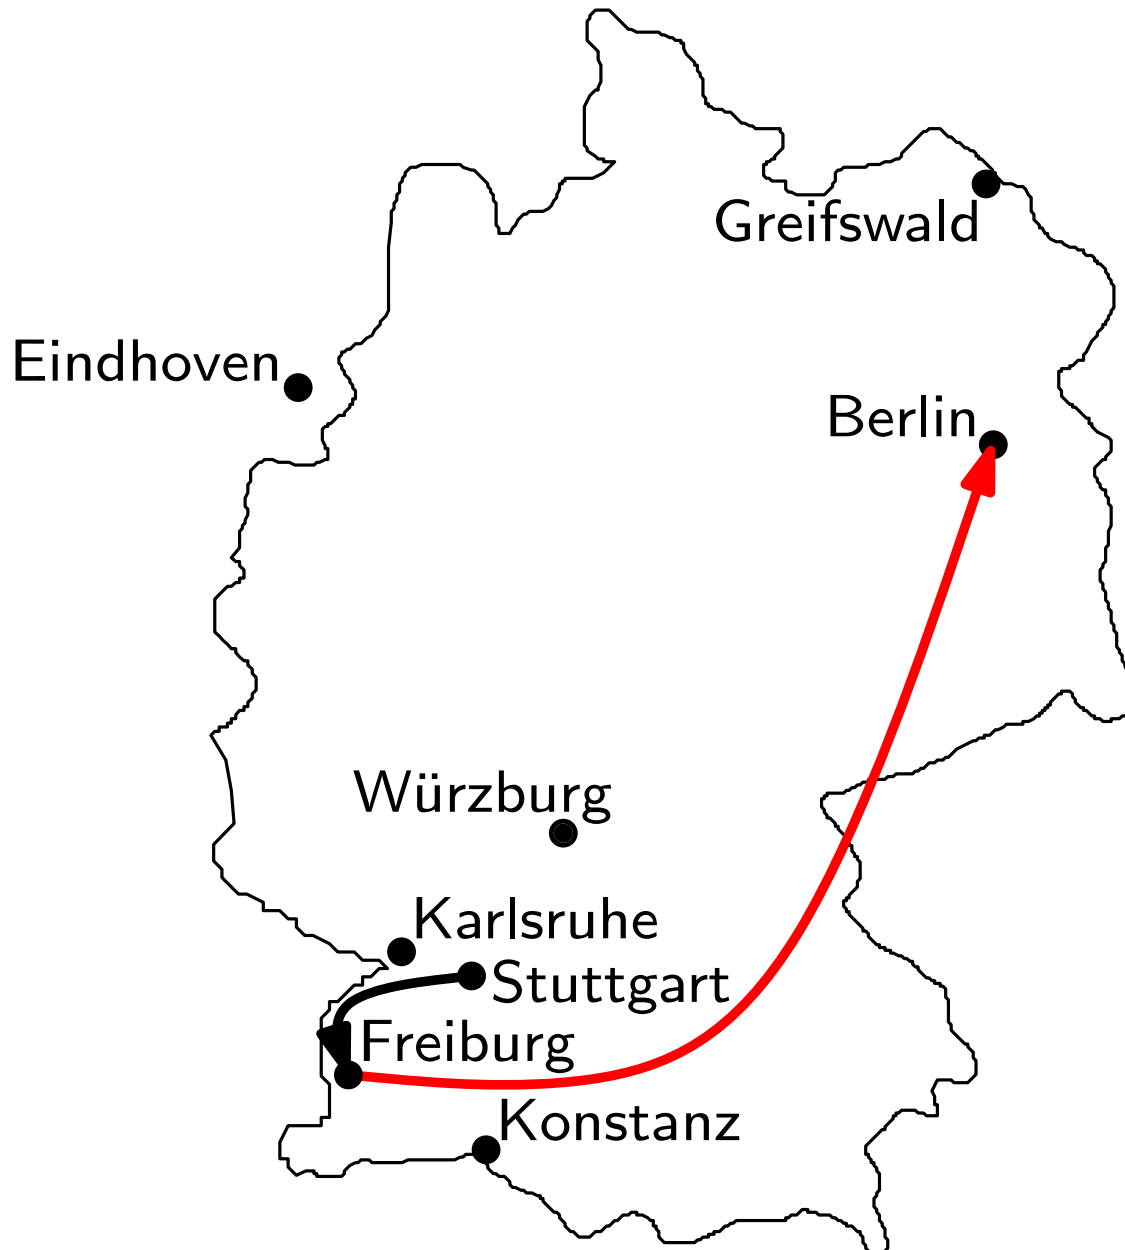 Greifswald
Eindhoven
Berlin
Würzburg
Karlsruhe
Stuttgart
Freiburg
Konstanz